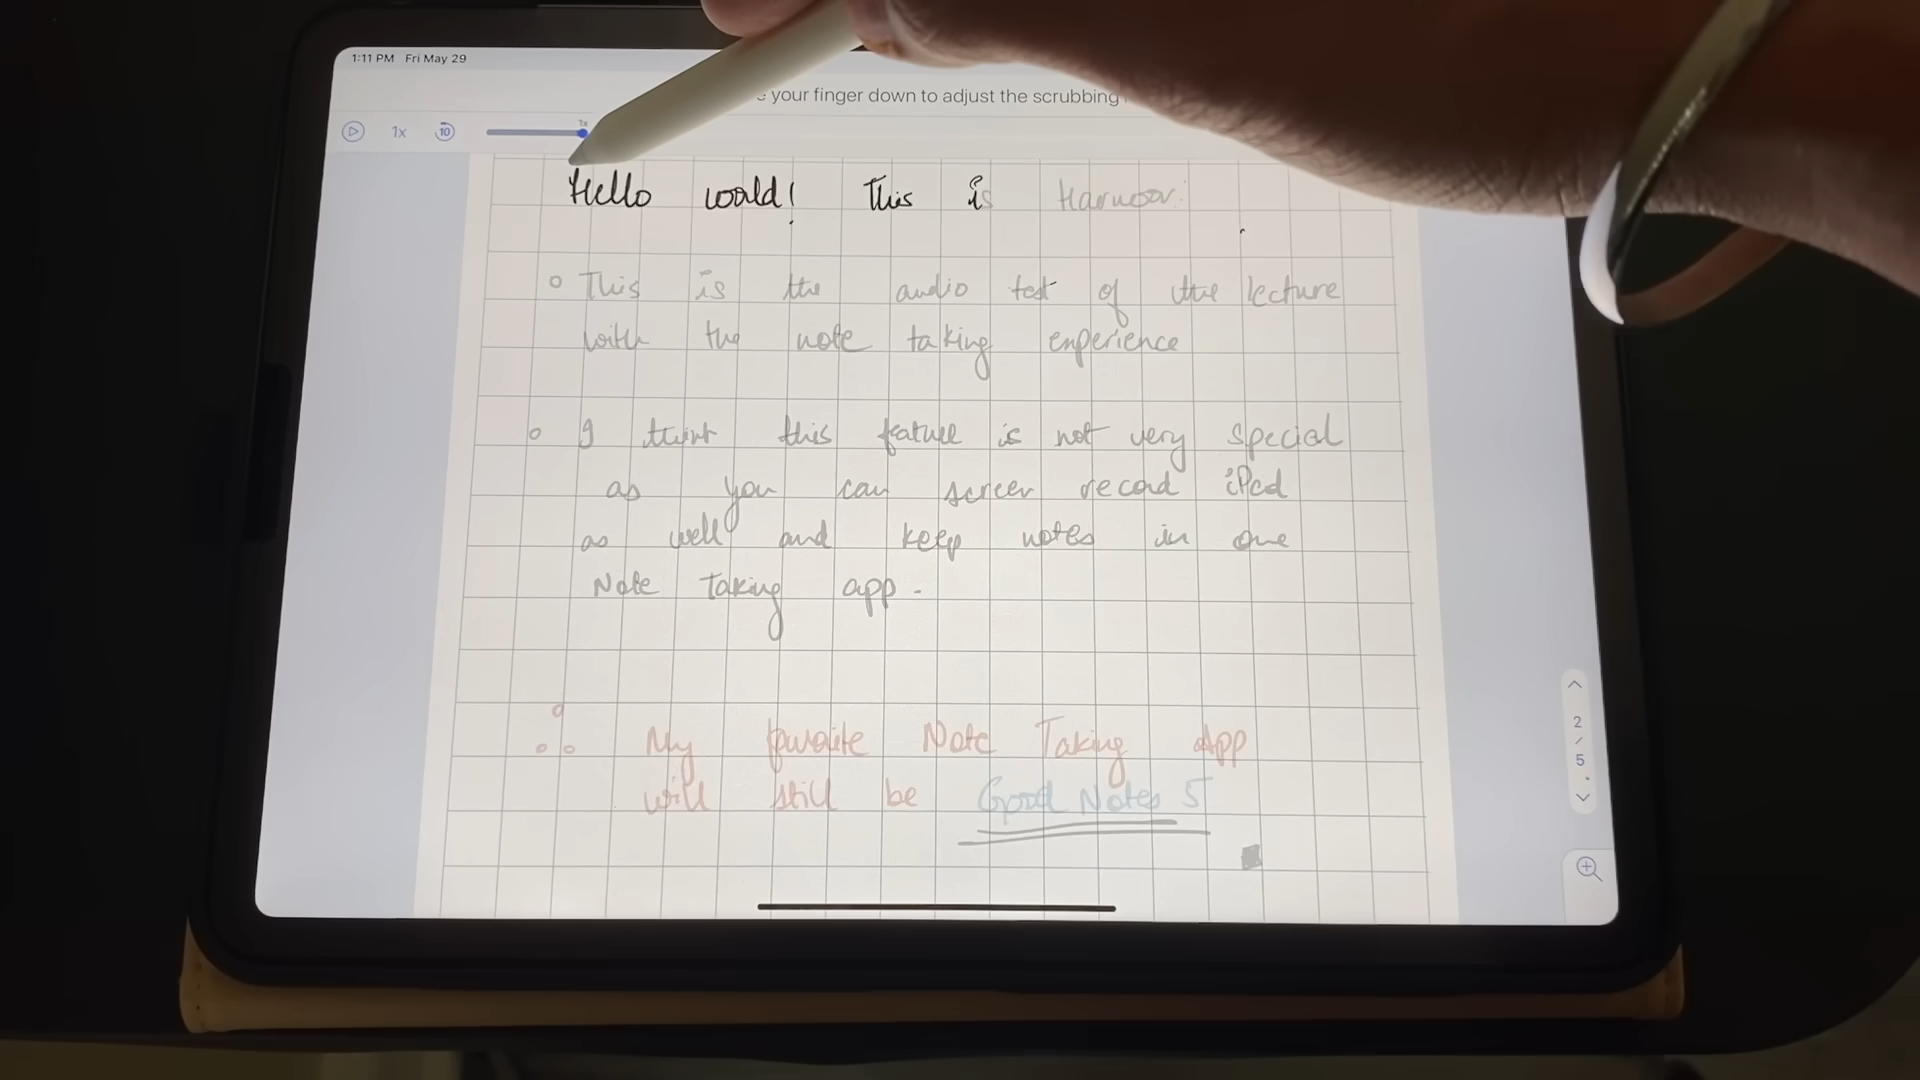 1:11 PM Fri May 29
your finger down to adjust the scrubbing
1x
10
1x
Hello world! This is Harnoor.
This is the audio test of the lecture
with the note taking experience
I think this feature is not very special
as you can screen record iPad
as well and keep notes in one
Note Taking app.
My favorite Note Taking App
will still be Good Notes 5
2
/
5